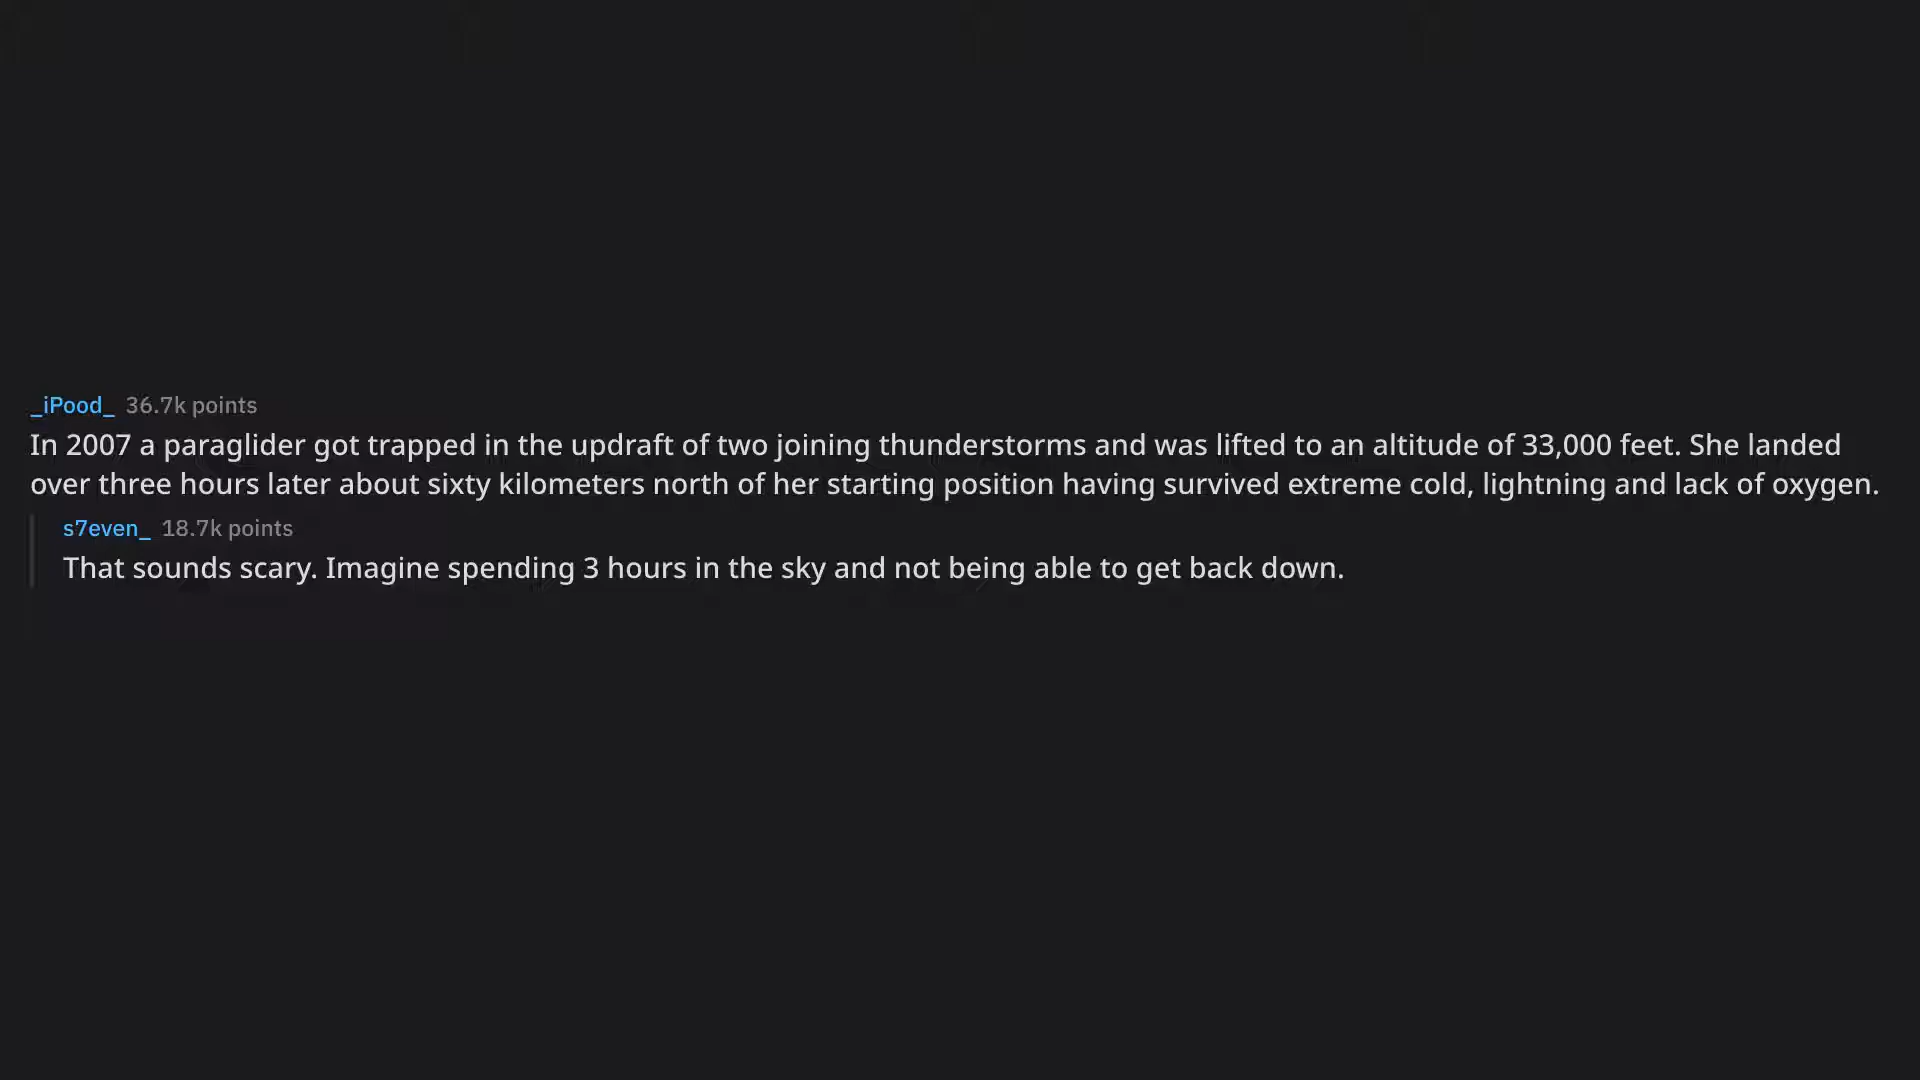 _iPood_ 36.7k points
In 2007 a paraglider got trapped in the updraft of two joining thunderstorms and was lifted to an altitude of 33,000 feet. She landed
over three hours later about sixty kilometers north of her starting position having survived extreme cold, lightning and lack of oxygen.
s7even_ 18.7k points
That sounds scary. Imagine spending 3 hours in the sky and not being able to get back down.